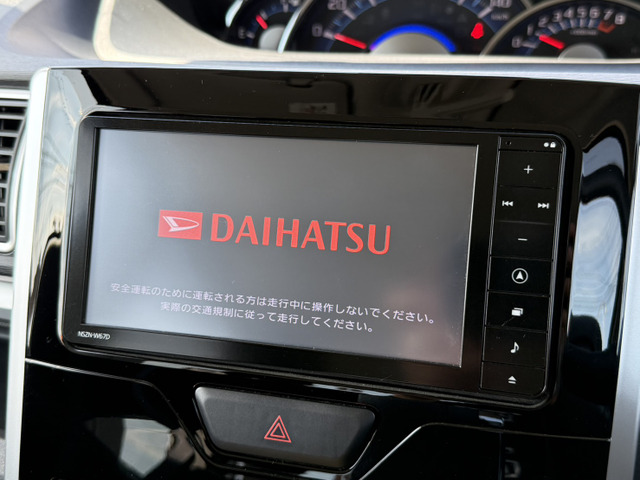 DAIHATSU
安全運転のために運転される方は走行中に操作しないでください。
実際の交通規制に従って走行してください。
NSZN-W67D